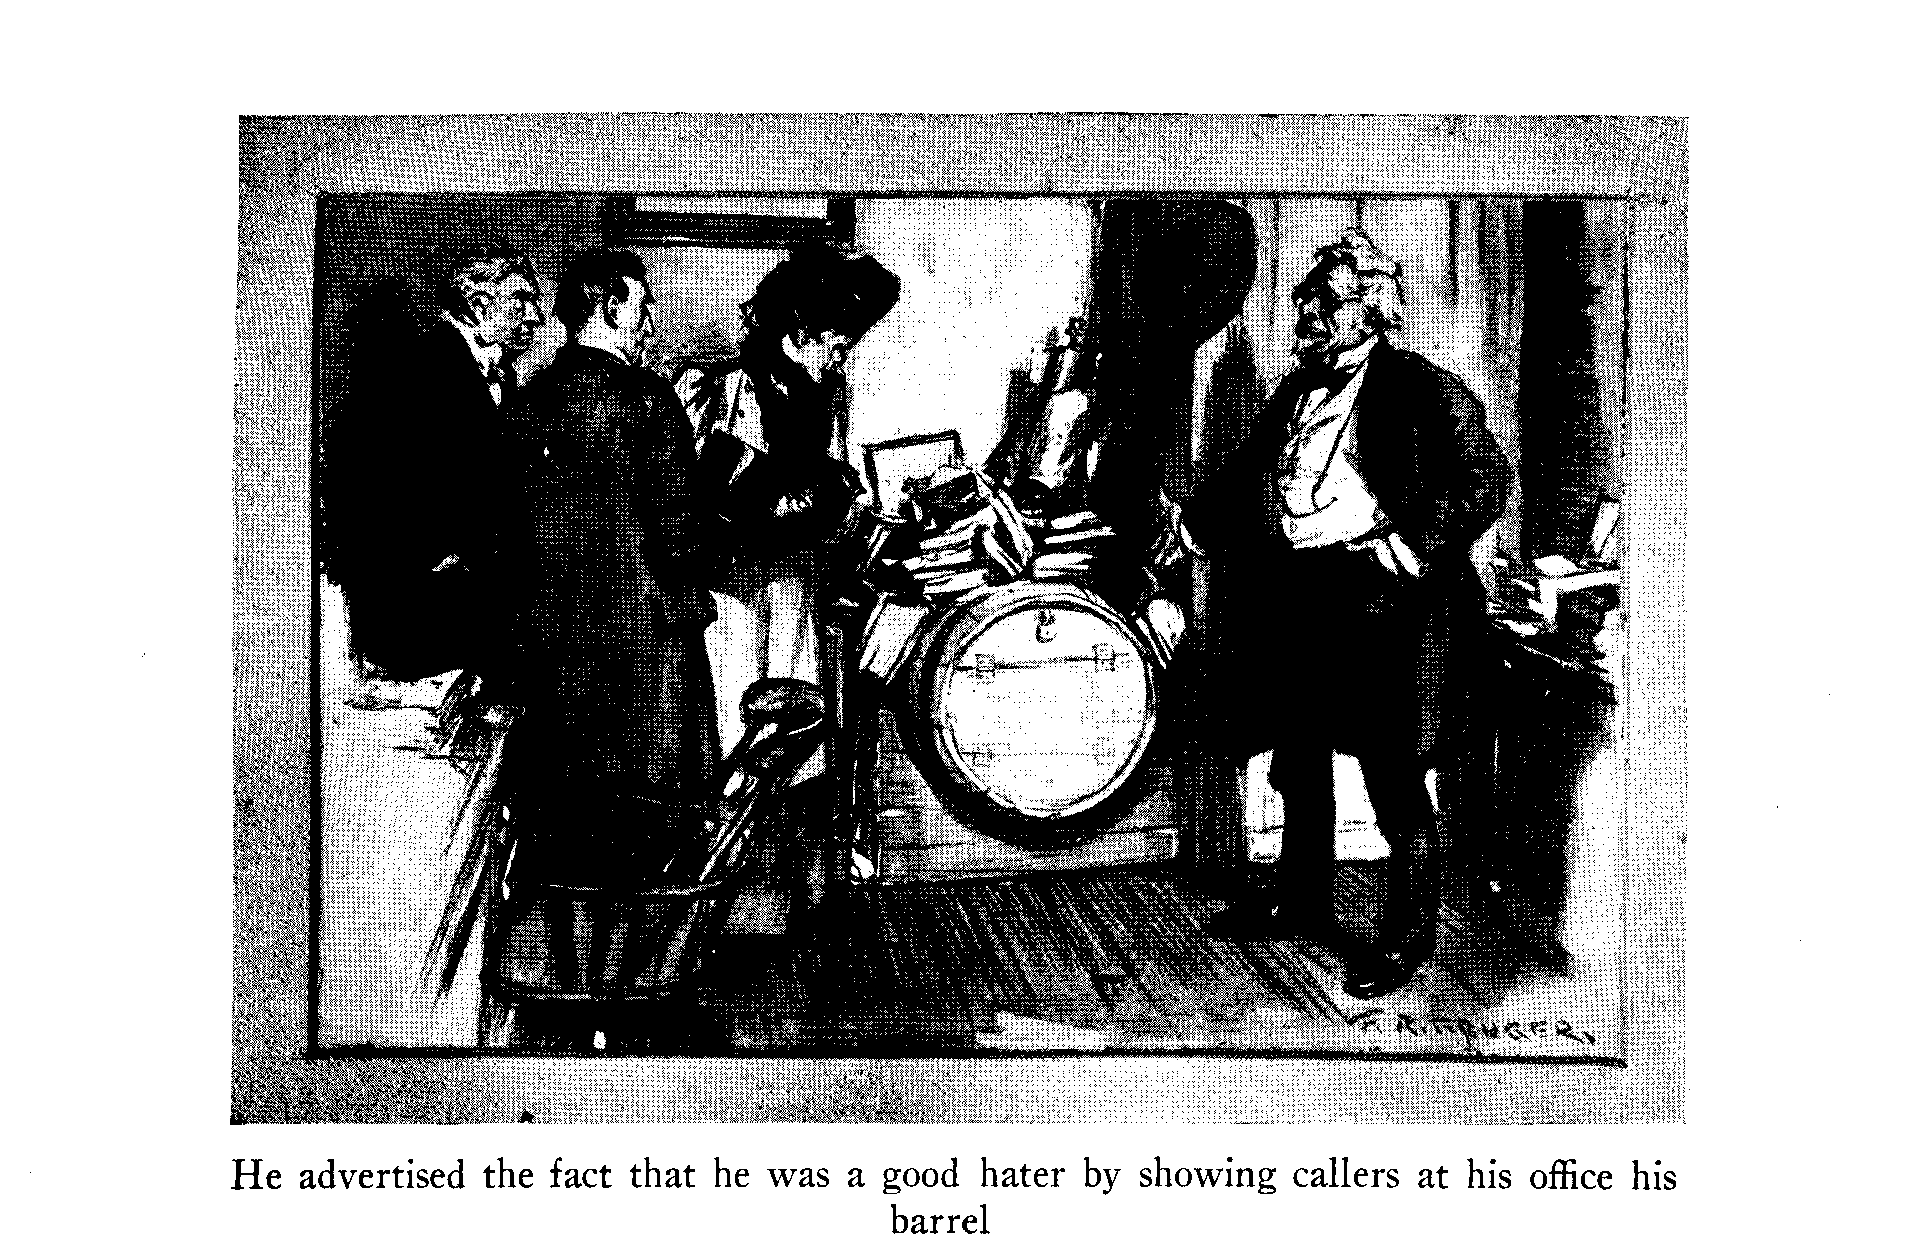 F. R. GRUGER.
He advertised the fact that he was a good hater by showing callers at his office his
barrel